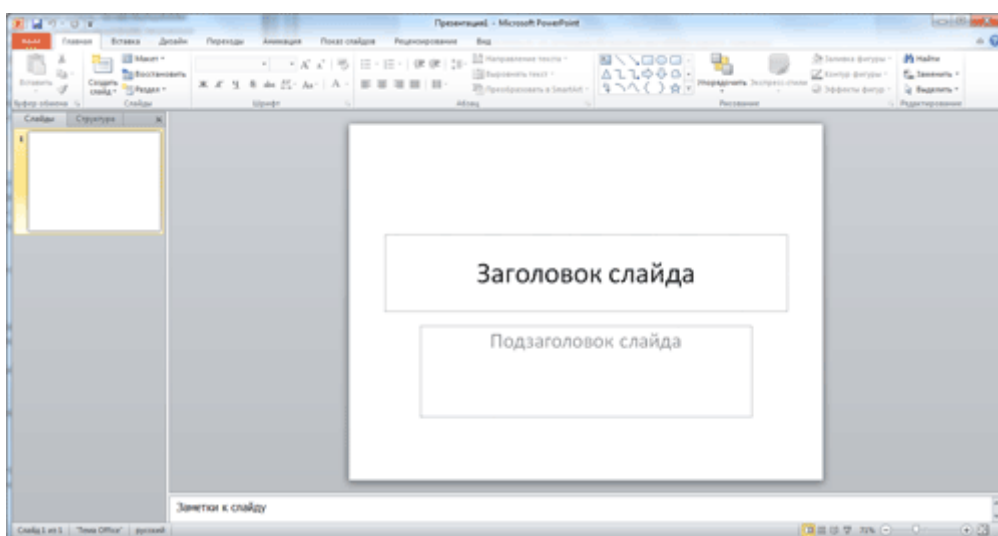 Презентация1 - Microsoft PowerPoint
Файл Главная Вставка Дизайн Переходы Анимация Показ слайдов Рецензирование Вид
Вставить
Создать слайд
Макет
Восстановить
Раздел
Ж К Ч
Направление текста
Выровнять текст
Преобразовать в SmartArt
Упорядочить
Экспресс-стили
Заливка фигуры
Контур фигуры
Эффекты фигур
Найти
Заменить
Выделить
Буфер обмена Слайды Шрифт Абзац Рисование Редактирование
Слайды Структура
1
Заголовок слайда
Подзаголовок слайда
Заметки к слайду
Слайд 1 из 1 "Тема Office" русский 72%